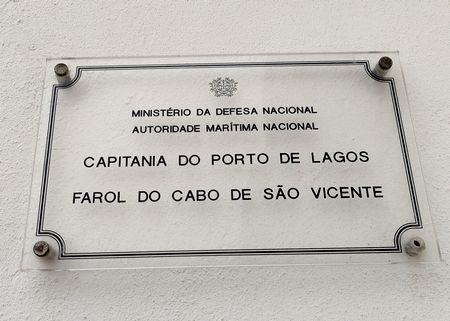 MINISTÉRIO DA DEFESA NACIONAL
AUTORIDADE MARÍTIMA NACIONAL
CAPITANIA DO PORTO DE LAGOS
FAROL DO CABO DE SÃO VICENTE